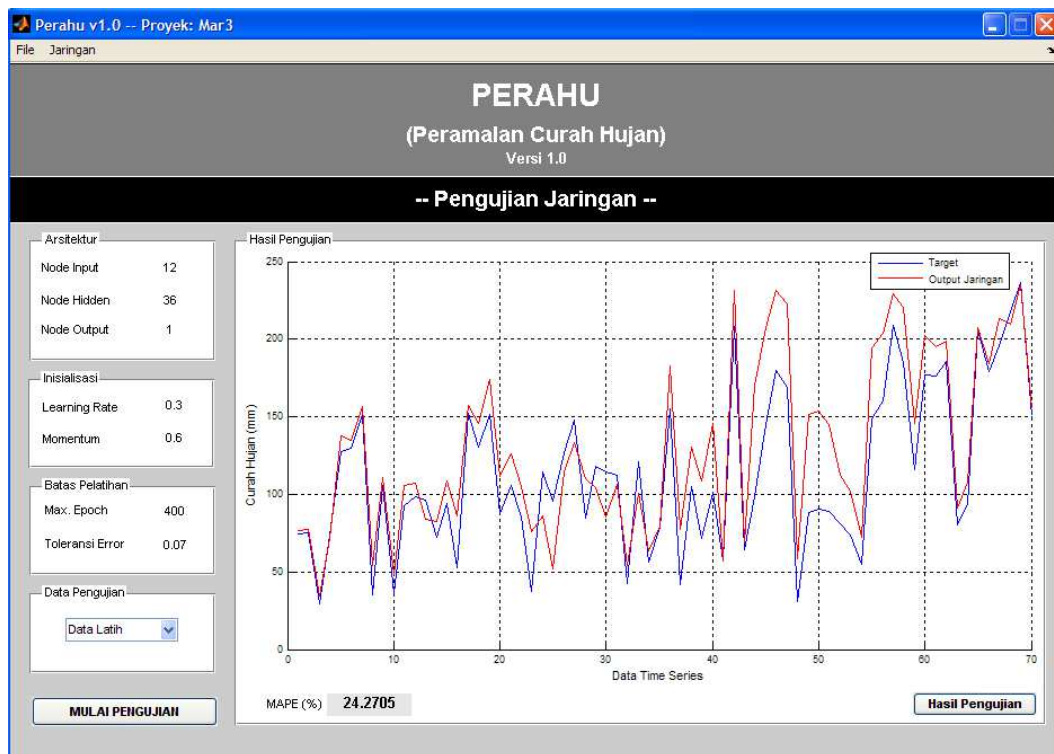 Perahu v1.0 -- Proyek: Mar3
File Jaringan
PERAHU
(Peramalan Curah Hujan)
Versi 1.0
-- Pengujian Jaringan --
Arsitektur
Node Input 12
Node Hidden 36
Node Output 1
Inisialisasi
Learning Rate 0.3
Momentum 0.6
Batas Pelatihan
Max. Epoch 400
Toleransi Error 0.07
Data Pengujian
Data Latih
MULAI PENGUJIAN
Hasil Pengujian
Target
Output Jaringan
Curah Hujan (mm)
250
200
150
100
50
0
0 10 20 30 40 50 60 70
Data Time Series
MAPE (%) 24.2705
Hasil Pengujian